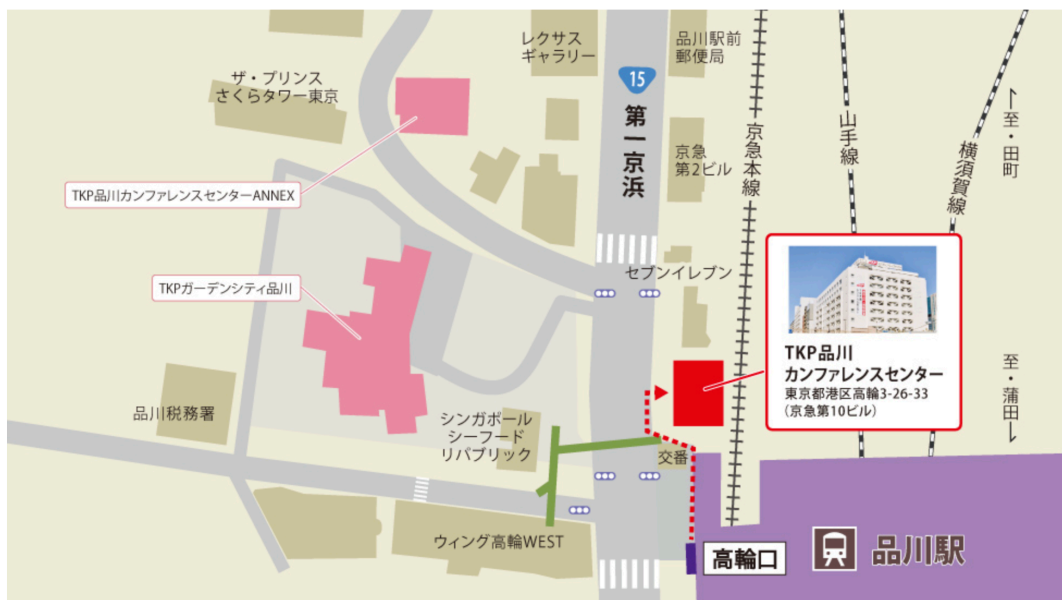 レクサス
ギャラリー
品川駅前
郵便局
15
第一京浜
ザ・プリンス
さくらタワー東京
京急
第2ビル
京急本線
山手線
横須賀線
至・田町
TKP品川カンファレンスセンターANNEX
セブンイレブン
TKPガーデンシティ品川
TKP品川
カンファレンスセンター
東京都港区高輪3-26-33
（京急第10ビル）
至・蒲田
品川税務署
シンガポール
シーフード
リパブリック
交番
ウィング高輪WEST
高輪口
品川駅